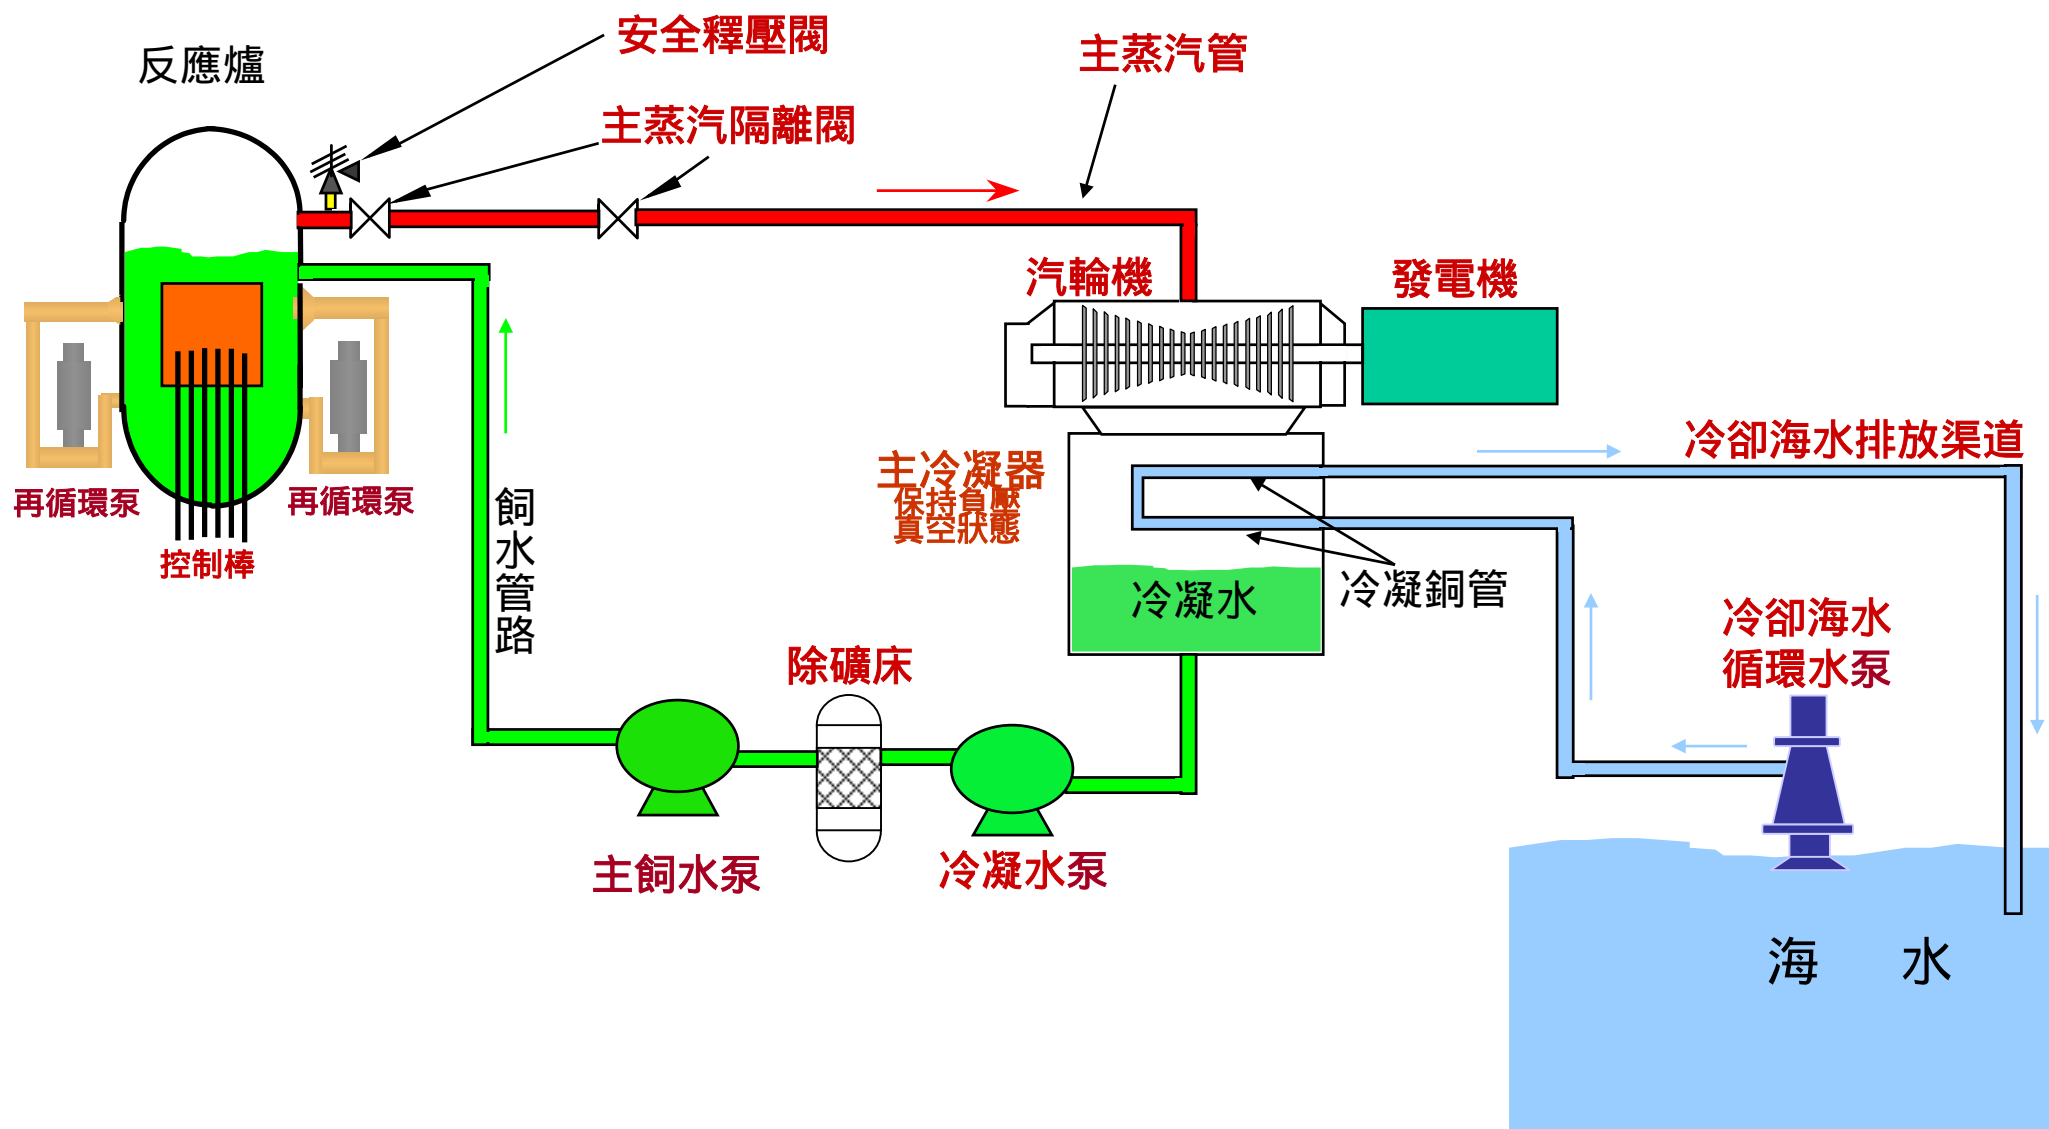 安全釋壓閥
反應爐
主蒸汽管
主蒸汽隔離閥
汽輪機
發電機
冷卻海水排放渠道
主冷凝器
保持負壓
真空狀態
再循環泵
再循環泵
控制棒
飼水管路
冷凝水
冷凝銅管
冷卻海水
循環水泵
除礦床
主飼水泵
冷凝水泵
海 水